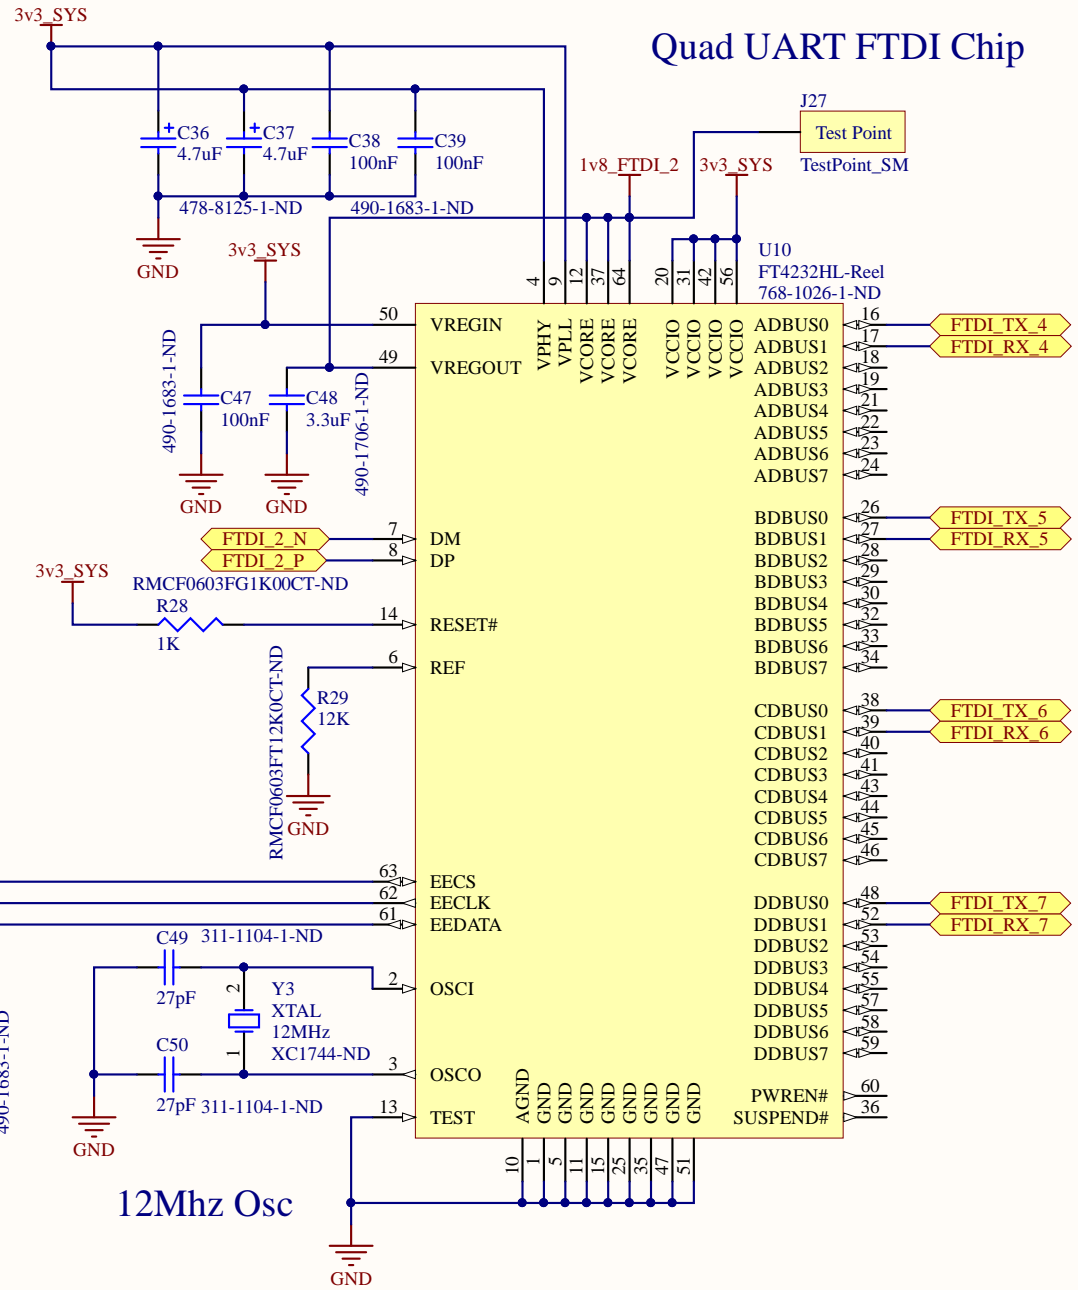 3v3_SYS
Quad UART FTDI Chip
J27
Test Point
TestPoint_SM
C36
4.7uF
C37
4.7uF
C38
100nF
C39
100nF
478-8125-1-ND
490-1683-1-ND
GND
1v8_FTDI_2
3v3_SYS
3v3_SYS
U10
FT4232HL-Reel
768-1026-1-ND
4
9
12
37
64
20
31
42
56
VPHY
VPLL
VCORE
VCORE
VCORE
VCCIO
VCCIO
VCCIO
VCCIO
50 VREGIN
49 VREGOUT
490-1683-1-ND
C47
100nF
C48
3.3uF
490-1706-1-ND
GND
GND
FTDI_2_N 7 DM
FTDI_2_P 8 DP
3v3_SYS
RMCF0603FG1K00CT-ND
R28
1K
14 RESET#
6 REF
RMCF0603FT12K0CT-ND
R29
12K
GND
63 EECS
62 EECLK
61 EEDATA
C49
311-1104-1-ND
27pF
2
Y3
XTAL
12MHz
XC1744-ND
1
2 OSCI
C50
27pF
311-1104-1-ND
3 OSCO
13 TEST
GND
490-1683-1-ND
12Mhz Osc
ADBUS0 16 FTDI_TX_4
ADBUS1 17 FTDI_RX_4
ADBUS2 18
ADBUS3 19
ADBUS4 21
ADBUS5 22
ADBUS6 23
ADBUS7 24
BDBUS0 26 FTDI_TX_5
BDBUS1 27 FTDI_RX_5
BDBUS2 28
BDBUS3 29
BDBUS4 30
BDBUS5 32
BDBUS6 33
BDBUS7 34
CDBUS0 38 FTDI_TX_6
CDBUS1 39 FTDI_RX_6
CDBUS2 40
CDBUS3 41
CDBUS4 43
CDBUS5 44
CDBUS6 45
CDBUS7 46
DDBUS0 48 FTDI_TX_7
DDBUS1 52 FTDI_RX_7
DDBUS2 53
DDBUS3 54
DDBUS4 55
DDBUS5 57
DDBUS6 58
DDBUS7 59
PWREN# 60
SUSPEND# 36
AGND
GND
GND
GND
GND
GND
GND
GND
GND
10
1
5
11
15
25
35
47
51
GND